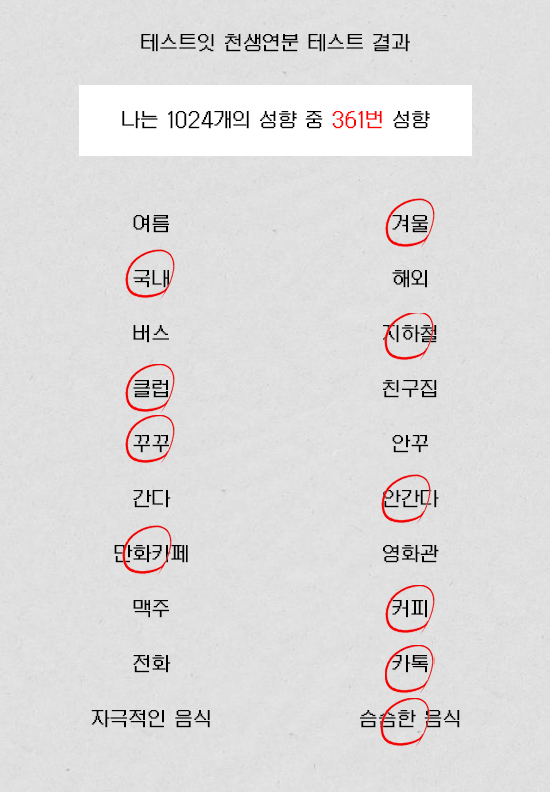 테스트잇 천생연분 테스트 결과
나는 1024개의 성향 중 361번 성향
여름 겨울
국내 해외
버스 지하철
클럽 친구집
꾸꾸 안꾸
간다 안간다
만화카페 영화관
맥주 커피
전화 카톡
자극적인 음식 슴슴한 음식